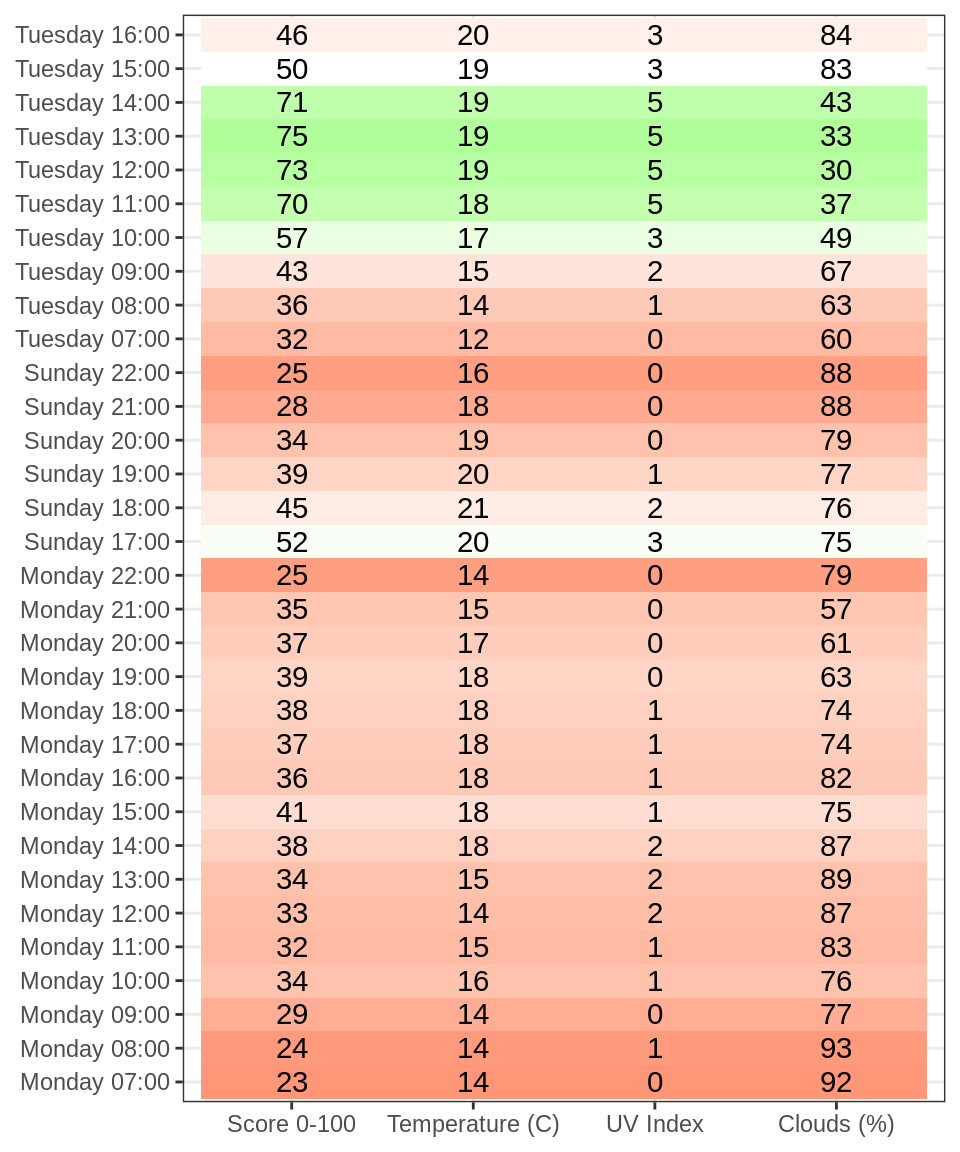 Tuesday 16:00 46 20 3 84
Tuesday 15:00 50 19 3 83
Tuesday 14:00 71 19 5 43
Tuesday 13:00 75 19 5 33
Tuesday 12:00 73 19 5 30
Tuesday 11:00 70 18 5 37
Tuesday 10:00 57 17 3 49
Tuesday 09:00 43 15 2 67
Tuesday 08:00 36 14 1 63
Tuesday 07:00 32 12 0 60
Sunday 22:00 25 16 0 88
Sunday 21:00 28 18 0 88
Sunday 20:00 34 19 0 79
Sunday 19:00 39 20 1 77
Sunday 18:00 45 21 2 76
Sunday 17:00 52 20 3 75
Monday 22:00 25 14 0 79
Monday 21:00 35 15 0 57
Monday 20:00 37 17 0 61
Monday 19:00 39 18 0 63
Monday 18:00 38 18 1 74
Monday 17:00 37 18 1 74
Monday 16:00 36 18 1 82
Monday 15:00 41 18 1 75
Monday 14:00 38 18 2 87
Monday 13:00 34 15 2 89
Monday 12:00 33 14 2 87
Monday 11:00 32 15 1 83
Monday 10:00 34 16 1 76
Monday 09:00 29 14 0 77
Monday 08:00 24 14 1 93
Monday 07:00 23 14 0 92
Score 0-100 Temperature (C) UV Index Clouds (%)